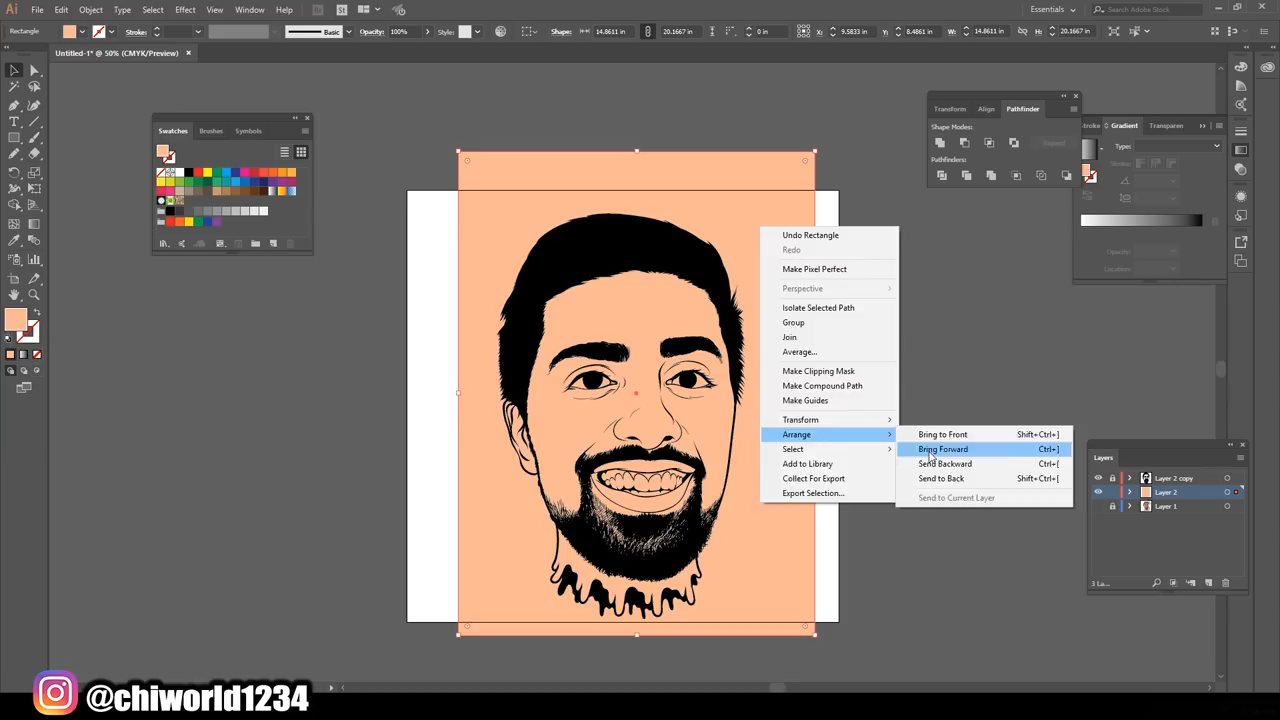 Ai File Edit Object Type Select Effect View Window Help Br St Essentials Search Adobe Stock
Rectangle Stroke: Basic Opacity: 100% Style: Shape: 14.8611 in 20.1667 in 0 in X: 9.5833 in Y: 8.4861 in W: 14.8611 in H: 20.1667 in
Untitled-1* @ 50% (CMYK/Preview)
Swatches Brushes Symbols
Transform Align Pathfinder
Shape Modes:
Expand
Pathfinders:
Stroke Gradient Transparen
Type:
Stroke:
Opacity:
Location:
Undo Rectangle
Redo
Make Pixel Perfect
Perspective
Isolate Selected Path
Group
Join
Average...
Make Clipping Mask
Make Compound Path
Make Guides
Transform
Arrange
Select
Add to Library
Collect For Export
Export Selection...
Bring to Front Shift+Ctrl+]
Bring Forward Ctrl+]
Send Backward Ctrl+[
Send to Back Shift+Ctrl+[
Send to Current Layer
Layers
Layer 2 copy
Layer 2
Layer 1
3 La...
@chiworld1234